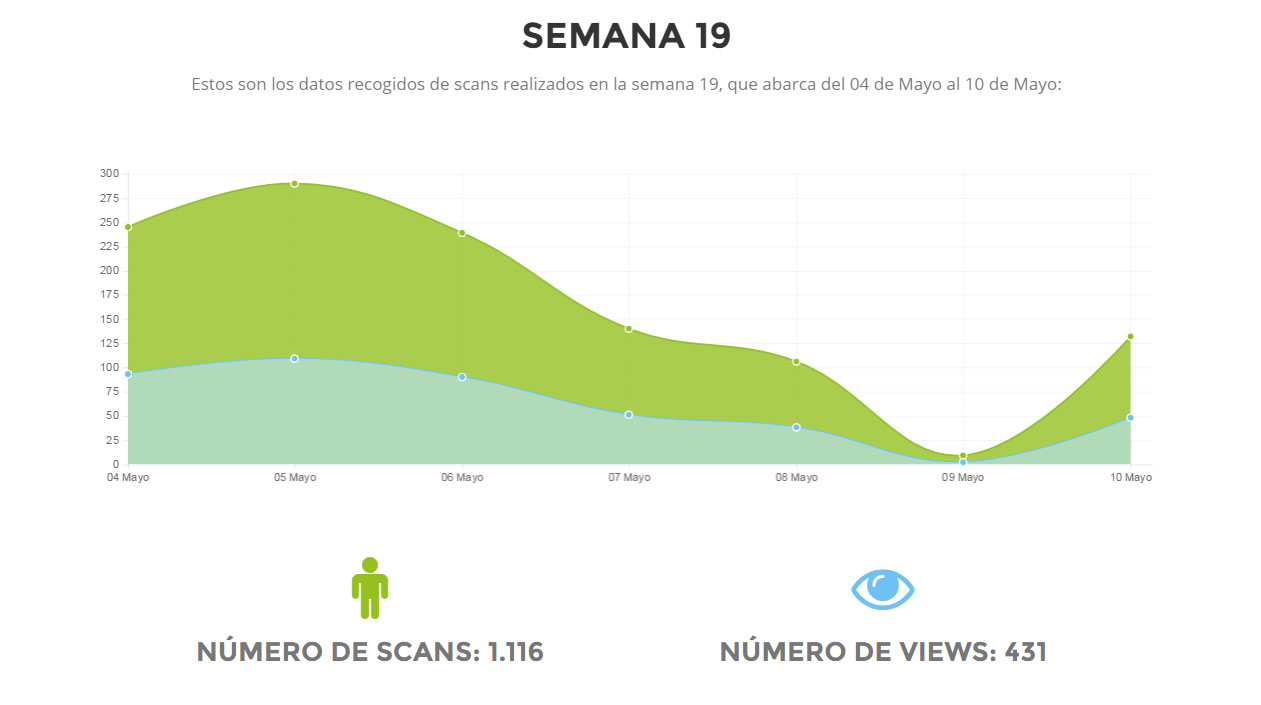 SEMANA 19
Estos son los datos recogidos de scans realizados en la semana 19, que abarca del 04 de Mayo al 10 de Mayo:
300
275
250
225
200
175
150
125
100
75
50
25
0
04 Mayo 05 Mayo 06 Mayo 07 Mayo 08 Mayo 09 Mayo 10 Mayo
NÚMERO DE SCANS: 1.116
NÚMERO DE VIEWS: 431